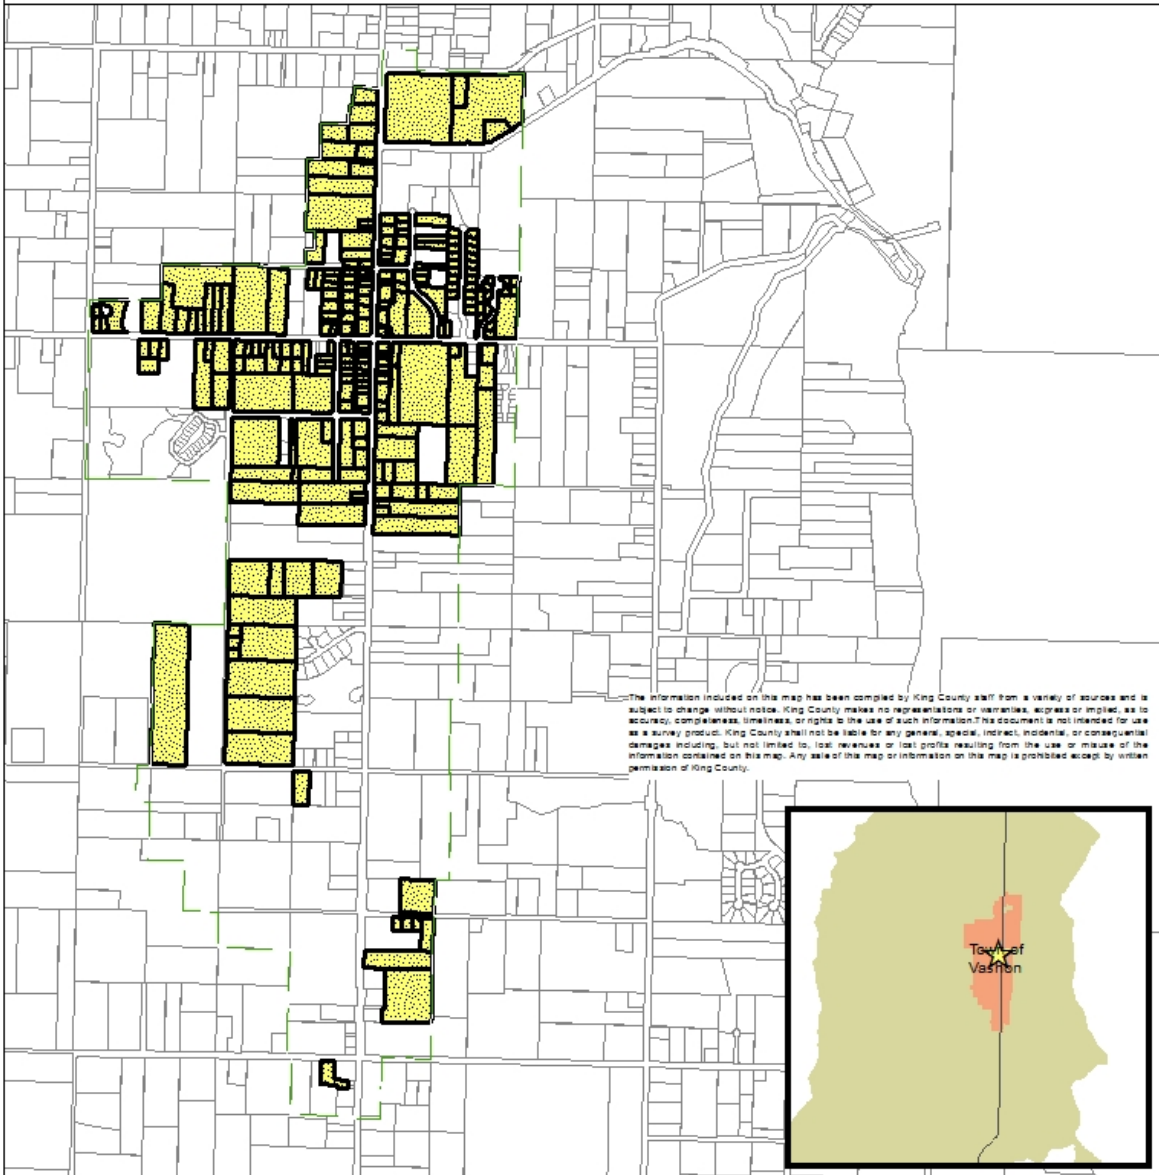 The information included on this map has been compiled by King County staff from a variety of sources and is
subject to change without notice. King County makes no representations or warranties, express or implied, as to
accuracy, completeness, timeliness, or rights to the use of such information.This document is not intended for use
as a survey product. King County shall not be liable for any general, special, indirect, incidental, or consequential
damages including, but not limited to, lost revenues or lost profits resulting from the use or misuse of the
information contained on this map. Any sale of this map or information on this map is prohibited except by written
permission of King County.
Town of
Vashon